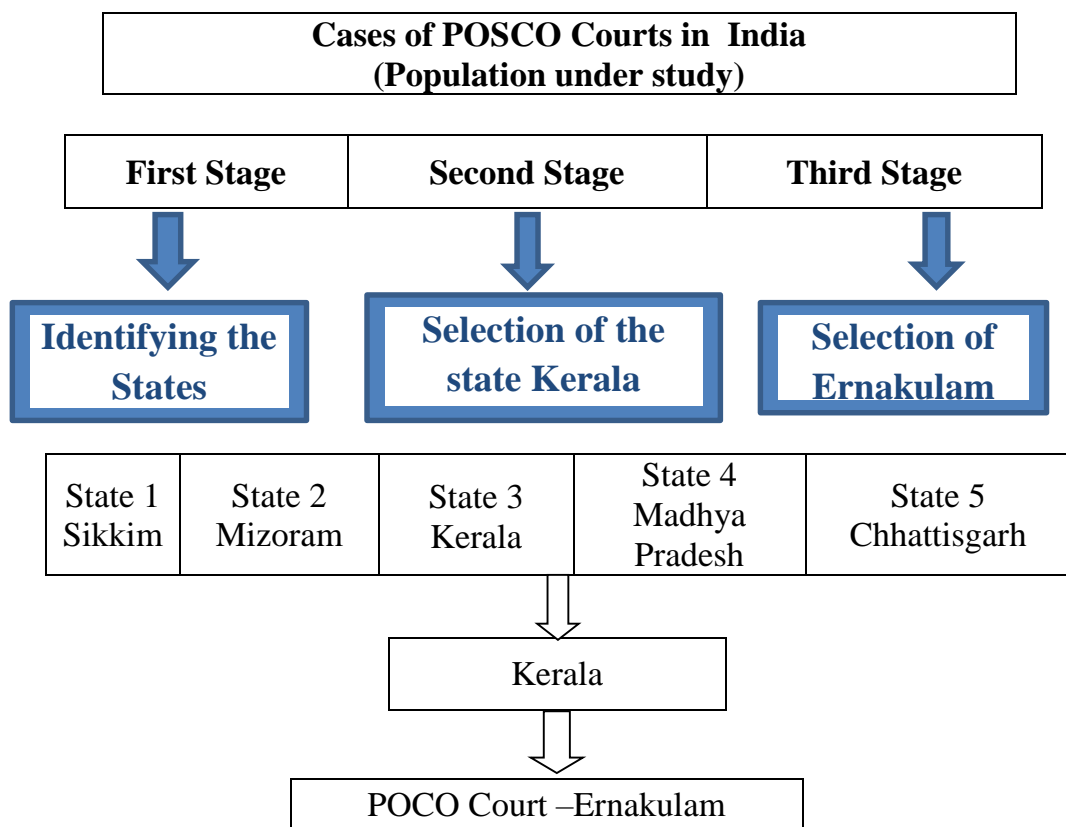 Cases of POSCO Courts in India
(Population under study)
First Stage
Second Stage
Third Stage
Identifying the
States
Selection of the
state Kerala
Selection of
Ernakulam
State 1
Sikkim
State 2
Mizoram
State 3
Kerala
State 4
Madhya
Pradesh
State 5
Chhattisgarh
Kerala
POCO Court –Ernakulam